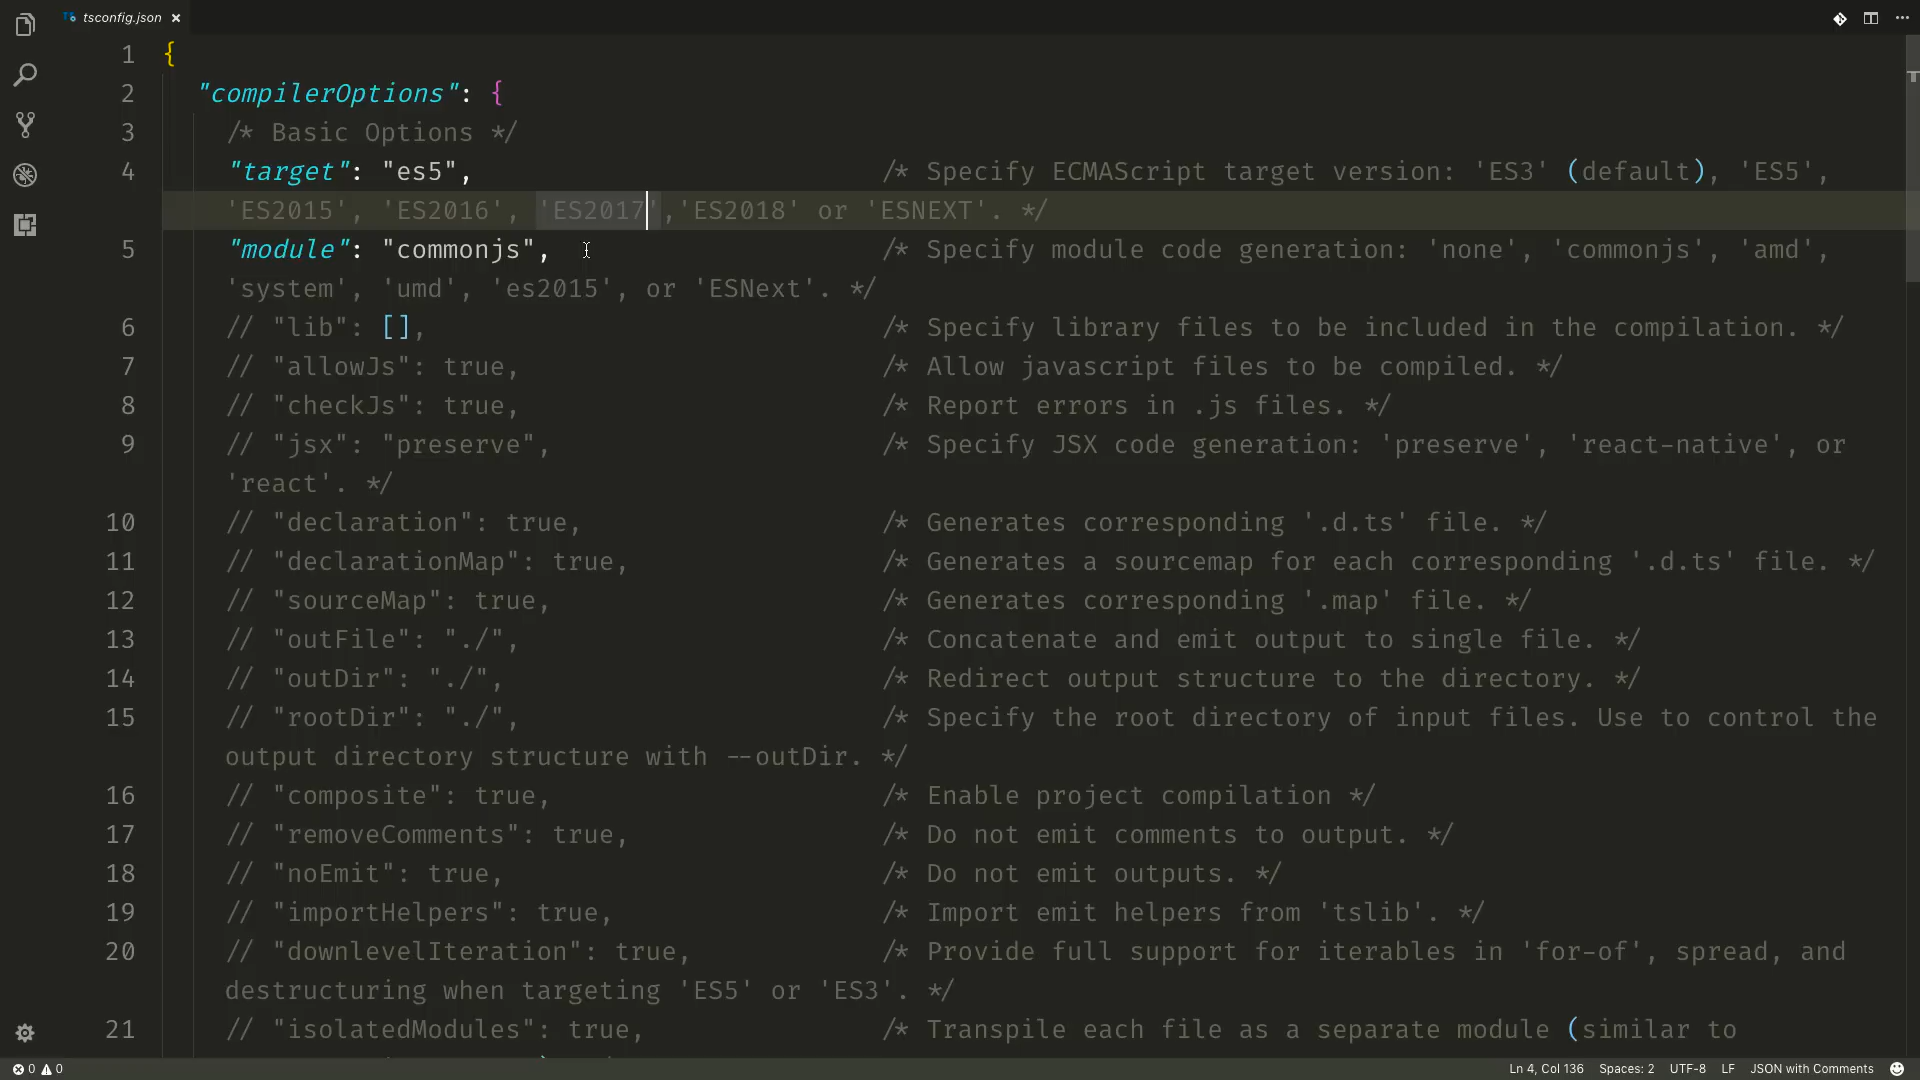 tsconfig.json ×
1 {
2 "compilerOptions": {
3 /* Basic Options */
4 "target": "es5", /* Specify ECMAScript target version: 'ES3' (default), 'ES5',
'ES2015', 'ES2016', 'ES2017','ES2018' or 'ESNEXT'. */
5 "module": "commonjs", /* Specify module code generation: 'none', 'commonjs', 'amd',
'system', 'umd', 'es2015', or 'ESNext'. */
6 // "lib": [], /* Specify library files to be included in the compilation. */
7 // "allowJs": true, /* Allow javascript files to be compiled. */
8 // "checkJs": true, /* Report errors in .js files. */
9 // "jsx": "preserve", /* Specify JSX code generation: 'preserve', 'react-native', or
'react'. */
10 // "declaration": true, /* Generates corresponding '.d.ts' file. */
11 // "declarationMap": true, /* Generates a sourcemap for each corresponding '.d.ts' file. */
12 // "sourceMap": true, /* Generates corresponding '.map' file. */
13 // "outFile": "./", /* Concatenate and emit output to single file. */
14 // "outDir": "./", /* Redirect output structure to the directory. */
15 // "rootDir": "./", /* Specify the root directory of input files. Use to control the
output directory structure with --outDir. */
16 // "composite": true, /* Enable project compilation */
17 // "removeComments": true, /* Do not emit comments to output. */
18 // "noEmit": true, /* Do not emit outputs. */
19 // "importHelpers": true, /* Import emit helpers from 'tslib'. */
20 // "downlevelIteration": true, /* Provide full support for iterables in 'for-of', spread, and
destructuring when targeting 'ES5' or 'ES3'. */
21 // "isolatedModules": true, /* Transpile each file as a separate module (similar to
0 0 Ln 4, Col 136 Spaces: 2 UTF-8 LF JSON with Comments